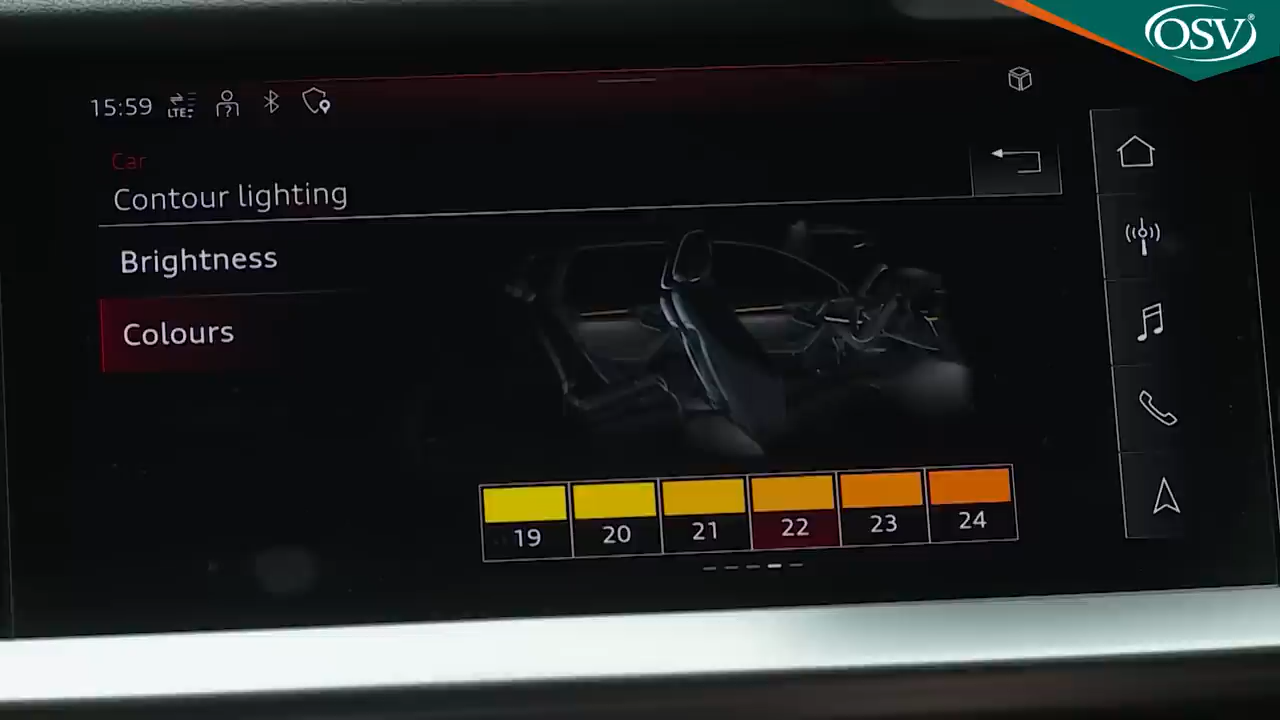 OSV®
15:59
LTE
?
Car
Contour lighting
Brightness
Colours
19 20 21 22 23 24